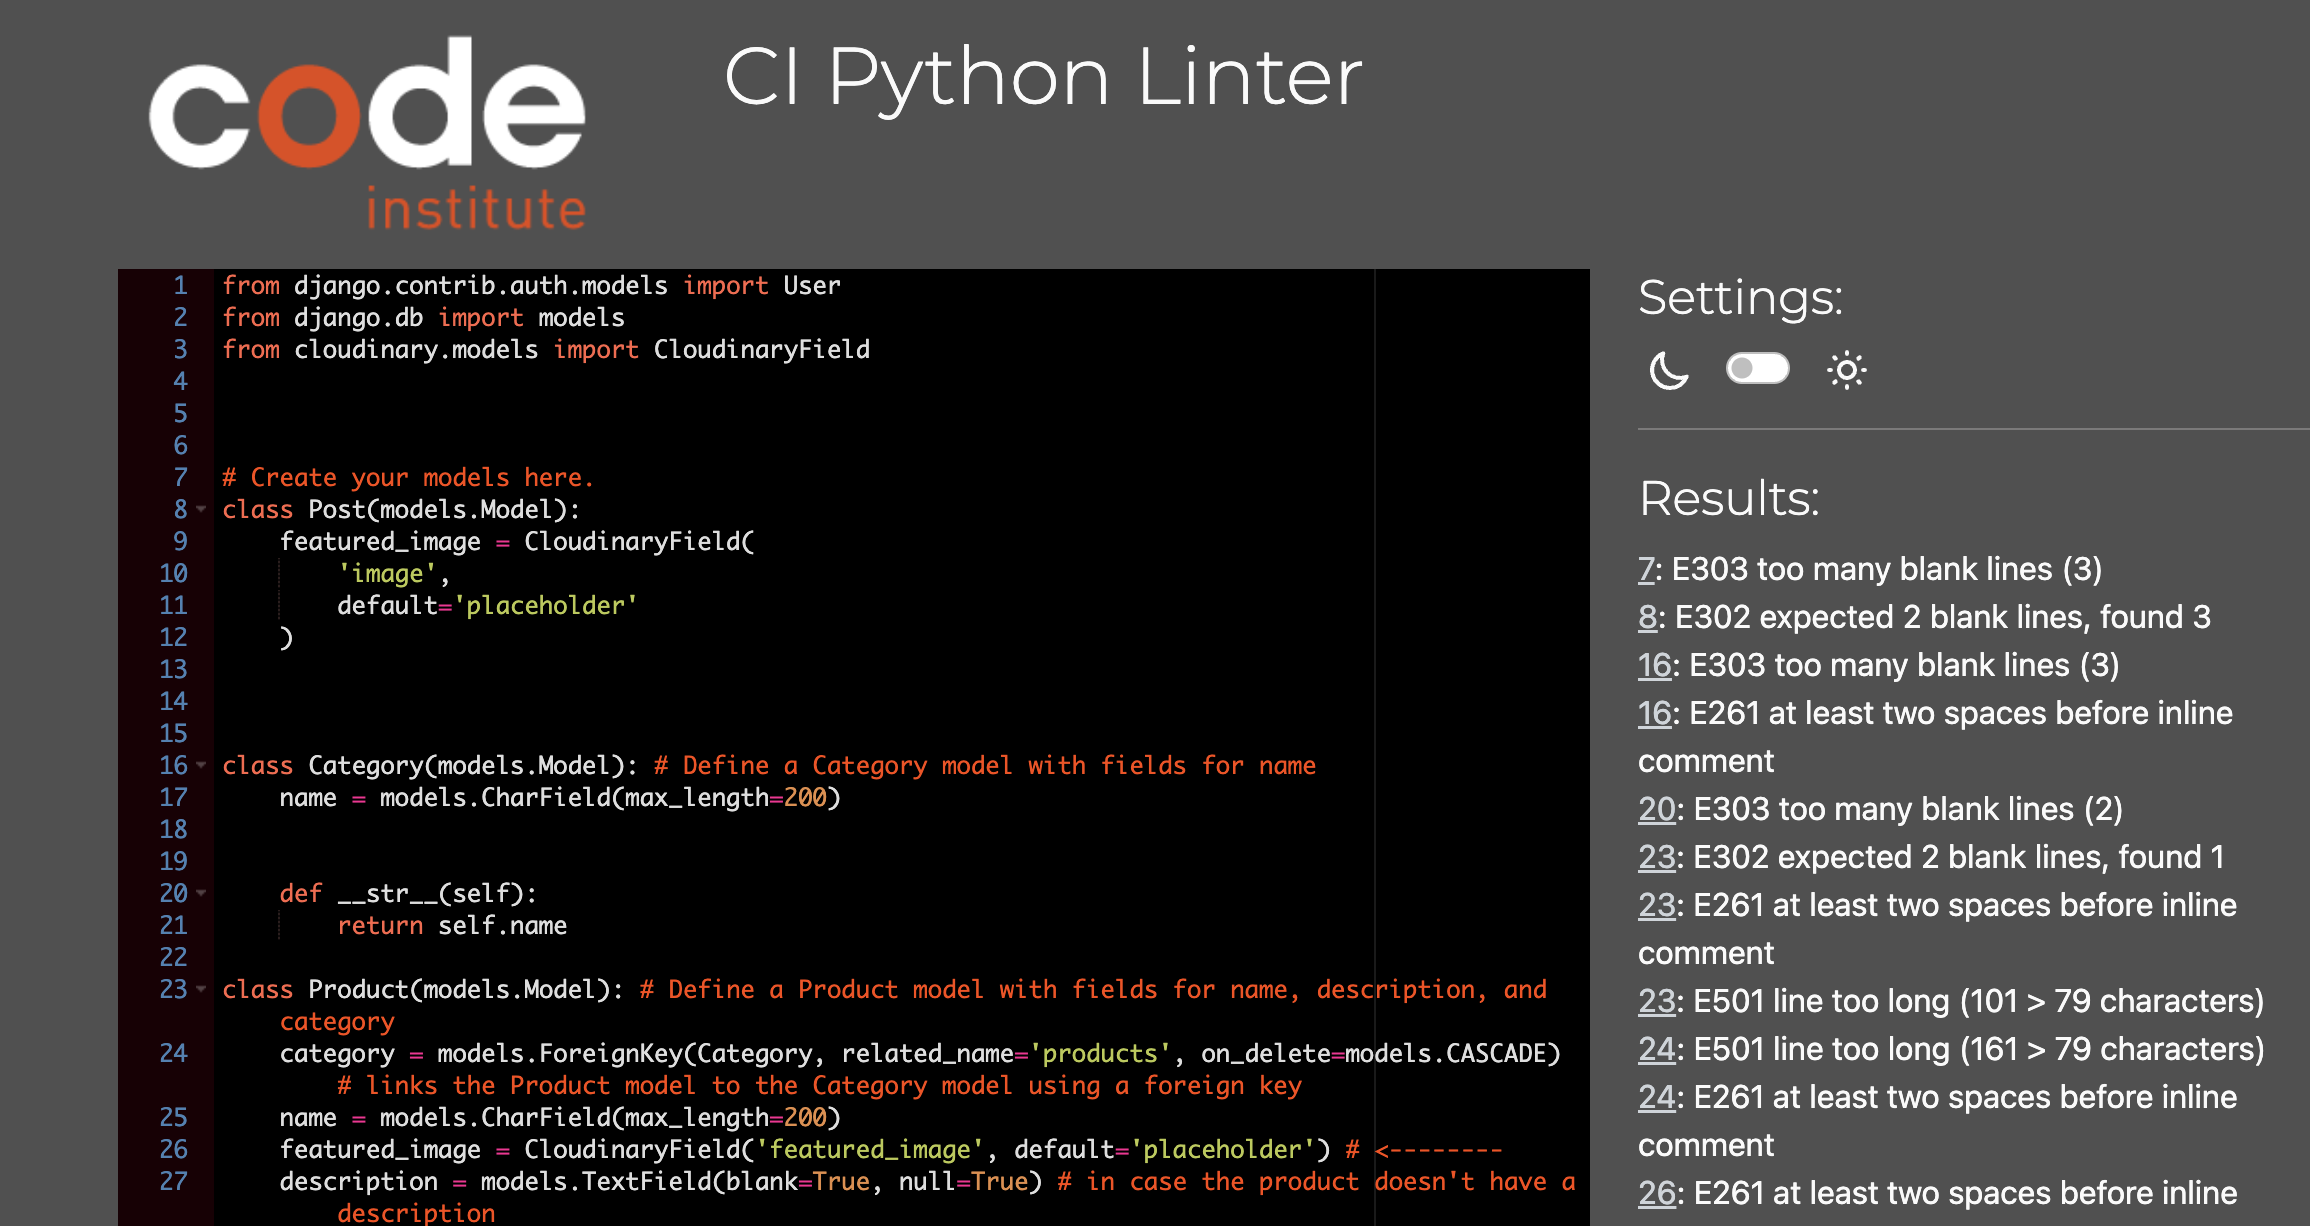 code
institute
CI Python Linter
1 from django.contrib.auth.models import User
2 from django.db import models
3 from cloudinary.models import CloudinaryField
4
5
6
7 # Create your models here.
8 class Post(models.Model):
9     featured_image = CloudinaryField(
10         'image',
11         default='placeholder'
12     )
13
14
15
16 class Category(models.Model): # Define a Category model with fields for name
17     name = models.CharField(max_length=200)
18
19
20     def __str__(self):
21         return self.name
22
23 class Product(models.Model): # Define a Product model with fields for name, description, and
category
24     category = models.ForeignKey(Category, related_name='products', on_delete=models.CASCADE)
# links the Product model to the Category model using a foreign key
25     name = models.CharField(max_length=200)
26     featured_image = CloudinaryField('featured_image', default='placeholder') # <--------
27     description = models.TextField(blank=True, null=True) # in case the product doesn't have a
description
Settings:
Results:
7: E303 too many blank lines (3)
8: E302 expected 2 blank lines, found 3
16: E303 too many blank lines (3)
16: E261 at least two spaces before inline
comment
20: E303 too many blank lines (2)
23: E302 expected 2 blank lines, found 1
23: E261 at least two spaces before inline
comment
23: E501 line too long (101 > 79 characters)
24: E501 line too long (161 > 79 characters)
24: E261 at least two spaces before inline
comment
26: E261 at least two spaces before inline